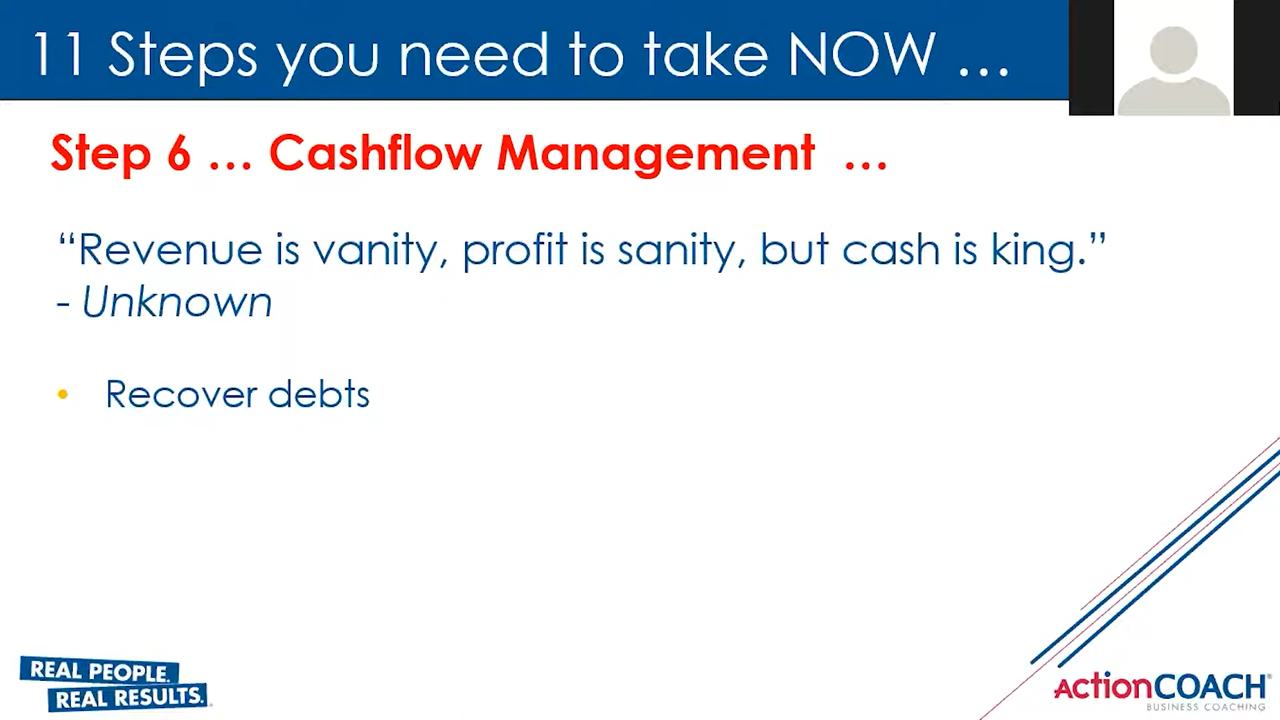 11 Steps you need to take NOW …
Step 6 … Cashflow Management …
“Revenue is vanity, profit is sanity, but cash is king.”
- Unknown
• Recover debts
REAL PEOPLE.
REAL RESULTS.
ActionCOACH®
BUSINESS COACHING